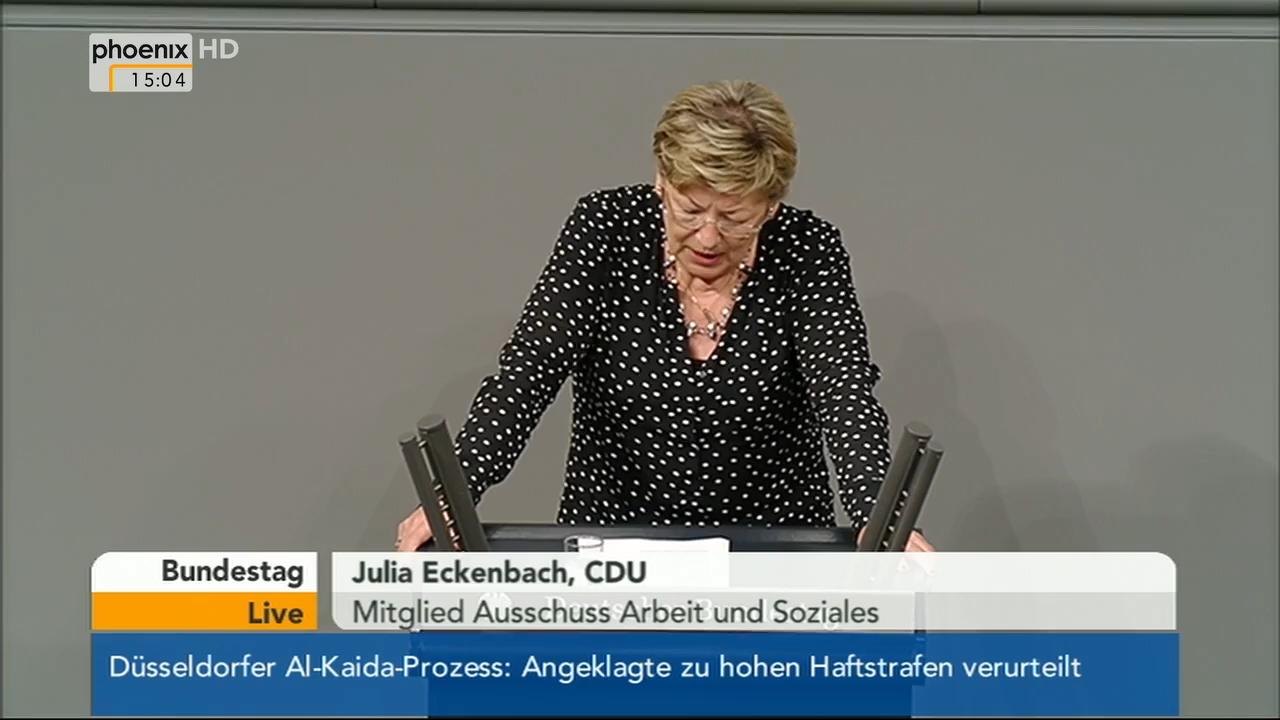 phoenix HD
15:04
Bundestag
Julia Eckenbach, CDU
Live
Mitglied Ausschuss Arbeit und Soziales
Düsseldorfer Al-Kaida-Prozess: Angeklagte zu hohen Haftstrafen verurteilt